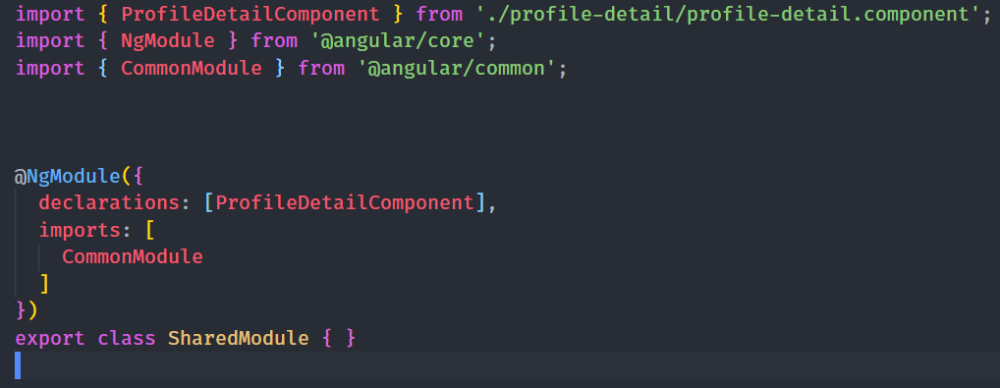 import { ProfileDetailComponent } from './profile-detail/profile-detail.component';
import { NgModule } from '@angular/core';
import { CommonModule } from '@angular/common';
@NgModule({
declarations: [ProfileDetailComponent],
imports: [
CommonModule
]
})
export class SharedModule { }